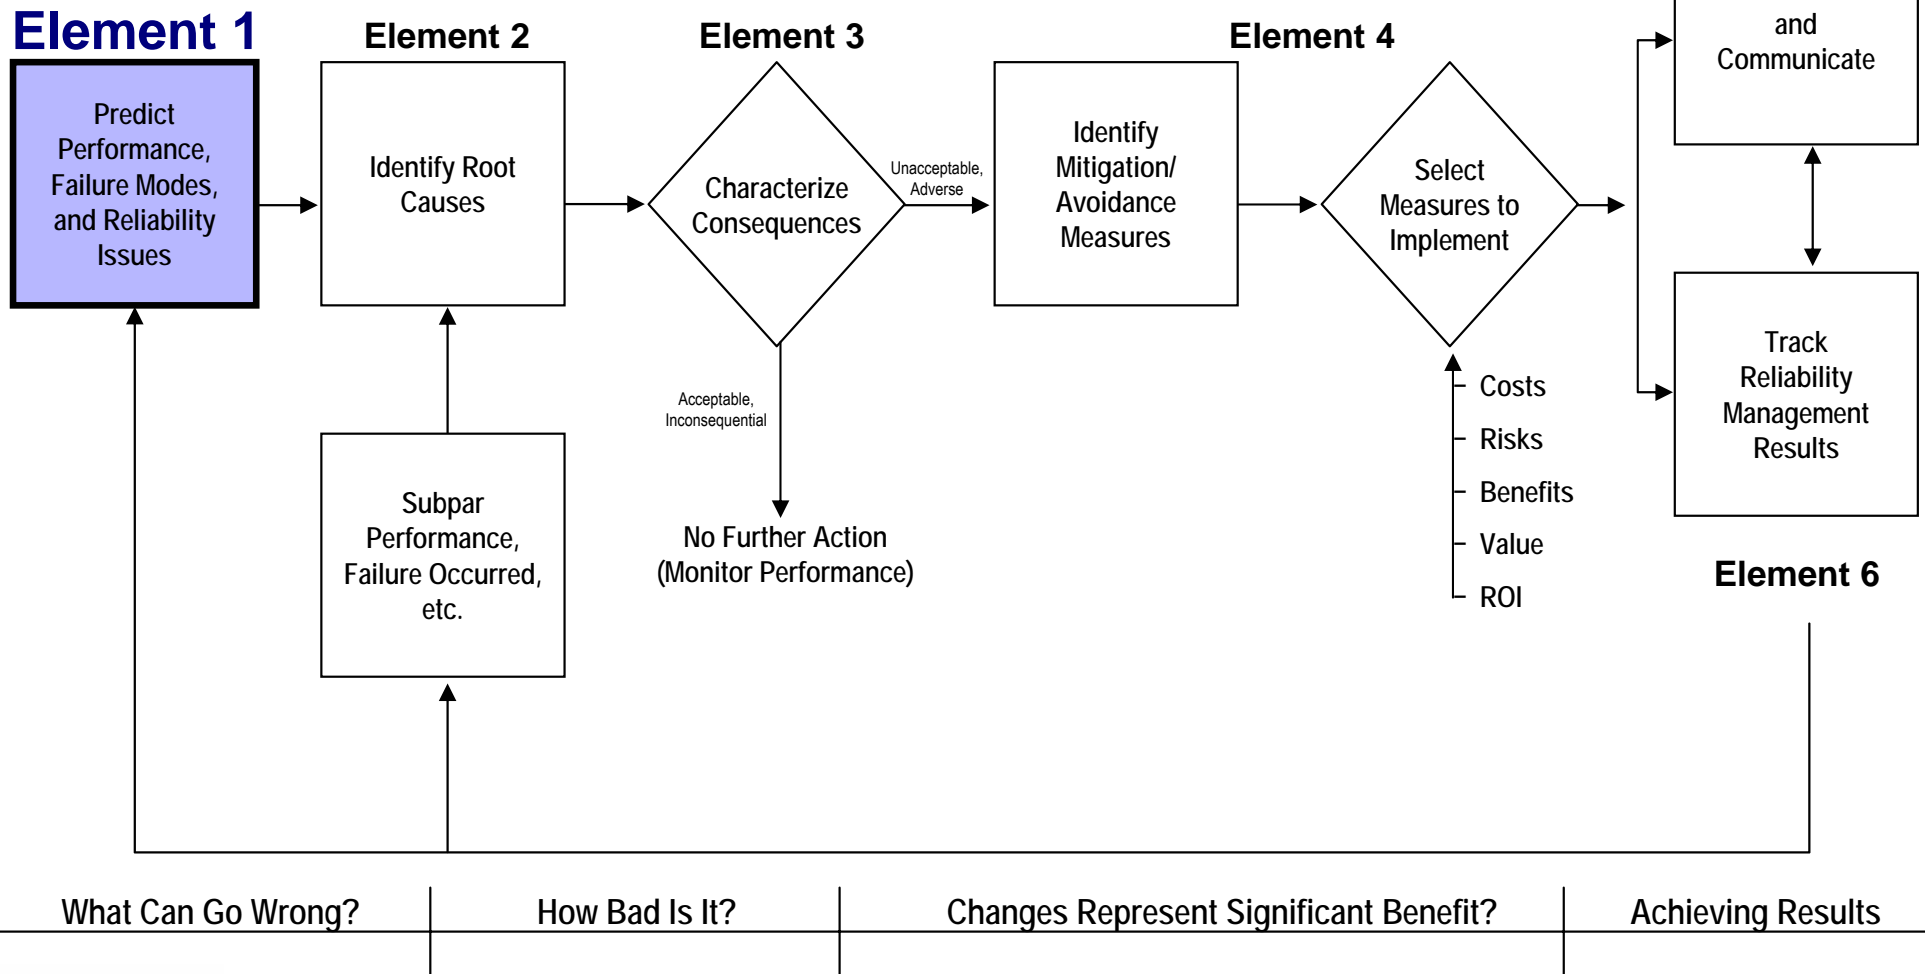 Element 1
Predict
Performance,
Failure Modes,
and Reliability
Issues
Element 2
Identify Root
Causes
Subpar
Performance,
Failure Occurred,
etc.
Element 3
Characterize
Consequences
Unacceptable,
Adverse
Acceptable,
Inconsequential
No Further Action
(Monitor Performance)
Element 4
Identify
Mitigation/
Avoidance
Measures
Select
Measures to
Implement
Costs
Risks
Benefits
Value
ROI
and
Communicate
Track
Reliability
Management
Results
Element 6
What Can Go Wrong?
How Bad Is It?
Changes Represent Significant Benefit?
Achieving Results